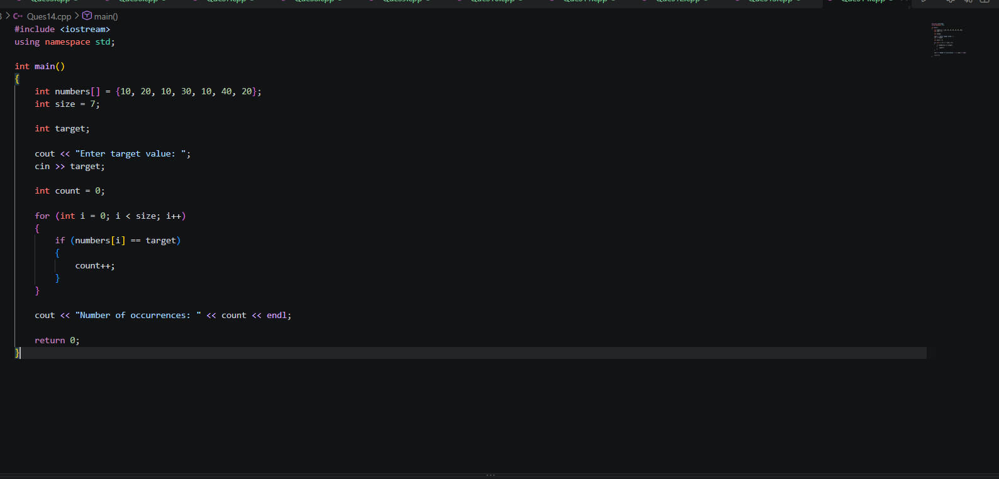 Ques14.cpp > main()
#include <iostream>
using namespace std;
int main()
{
int numbers[] = {10, 20, 10, 30, 10, 40, 20};
int size = 7;
int target;
cout << "Enter target value: ";
cin >> target;
int count = 0;
for (int i = 0; i < size; i++)
{
if (numbers[i] == target)
{
count++;
}
}
cout << "Number of occurrences: " << count << endl;
return 0;
}